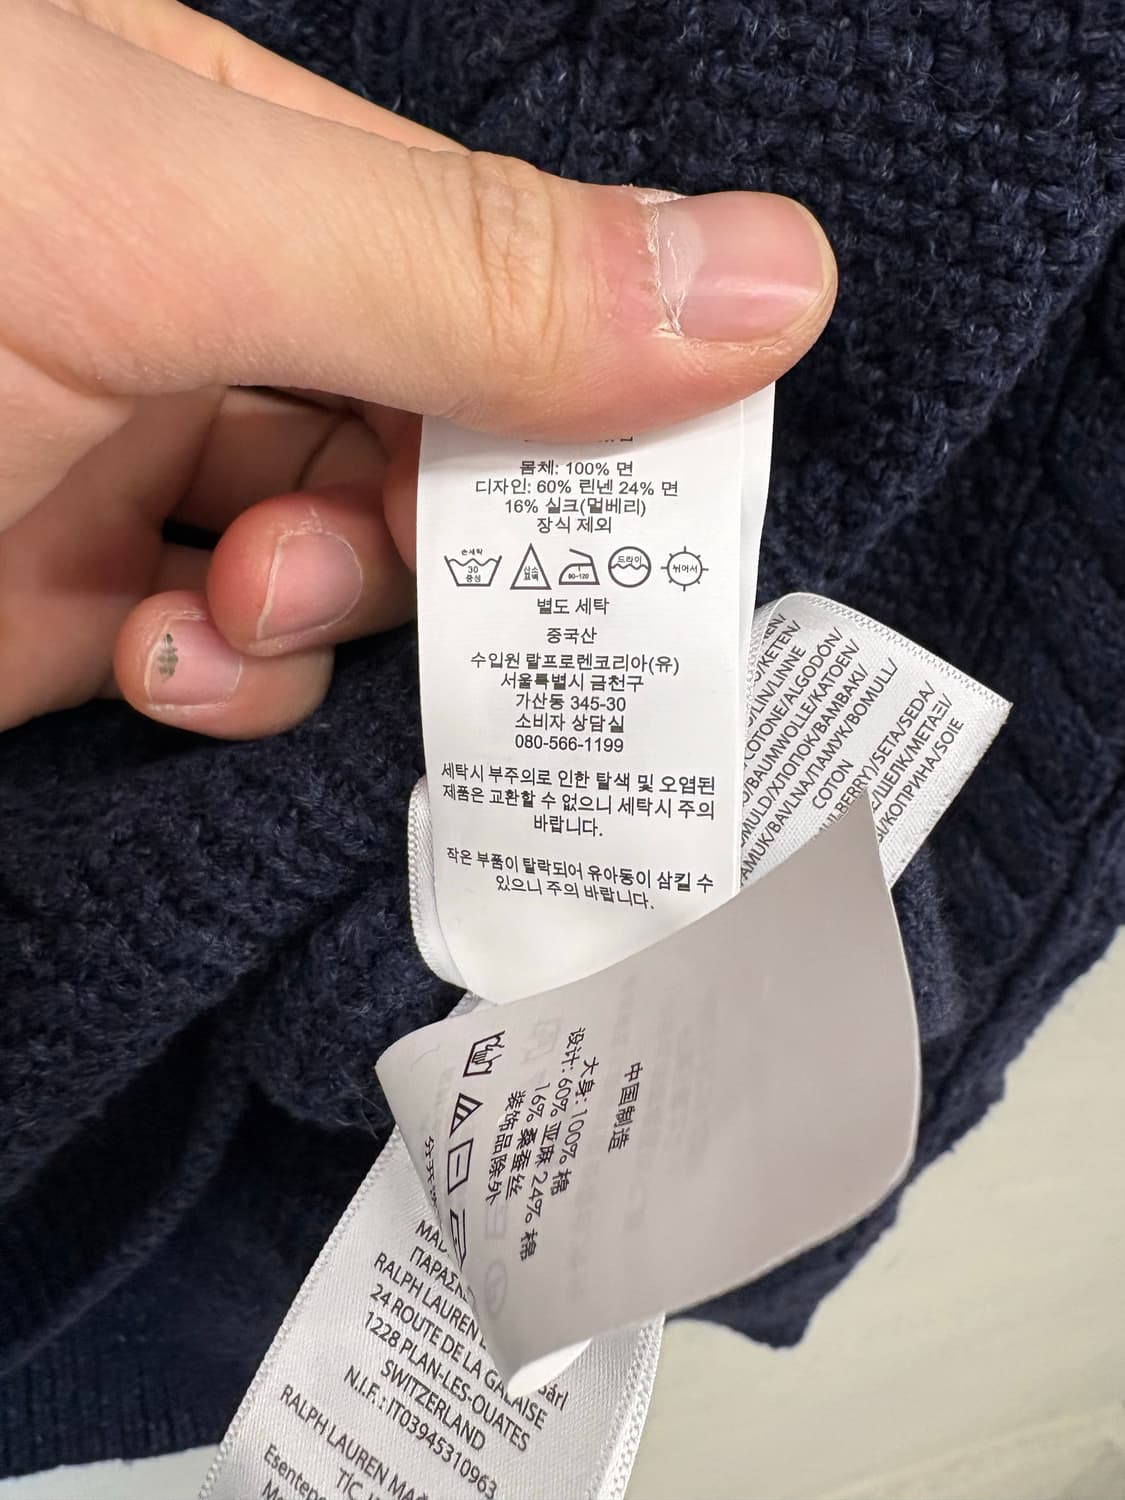 몸체: 100% 면
디자인: 60% 린넨 24% 면
16% 실크(멀베리)
장식 제외
손세탁
30
중성
산소
표백
80-120
드라이
뉘어서
별도 세탁
중국산
수입원 랄프로렌코리아(유)
서울특별시 금천구
가산동 345-30
소비자 상담실
080-566-1199
세탁시 부주의로 인한 탈색 및 오염된
제품은 교환할 수 없으니 세탁시 주의
바랍니다.
작은 부품이 탈락되어 유아동이 삼킬 수
있으니 주의 바랍니다.
/KETEN/
/LIN/LINE
COTONE/ALGODÓN/
/BAUMWOLLE/KATOEN/
/ХЛОПОК/BAMBAKI/
/BAVLNA/ПАМУК/BOMULL/
COTON
/SETA/SEDA/
/ШЕЛК/ΜΕΤΑΞΙ/
/КОПРИНА/SOIE
中国制造
大身: 100% 棉
设计: 60% 亚麻 24% 棉
16% 桑蚕丝
装饰品除外
RALPH LAUREN
24 ROUTE DE LA GALAISE
1228 PLAN-LES-OUATES
SWITZERLAND
N.I.F.: IT03945310963
RALPH LAUREN